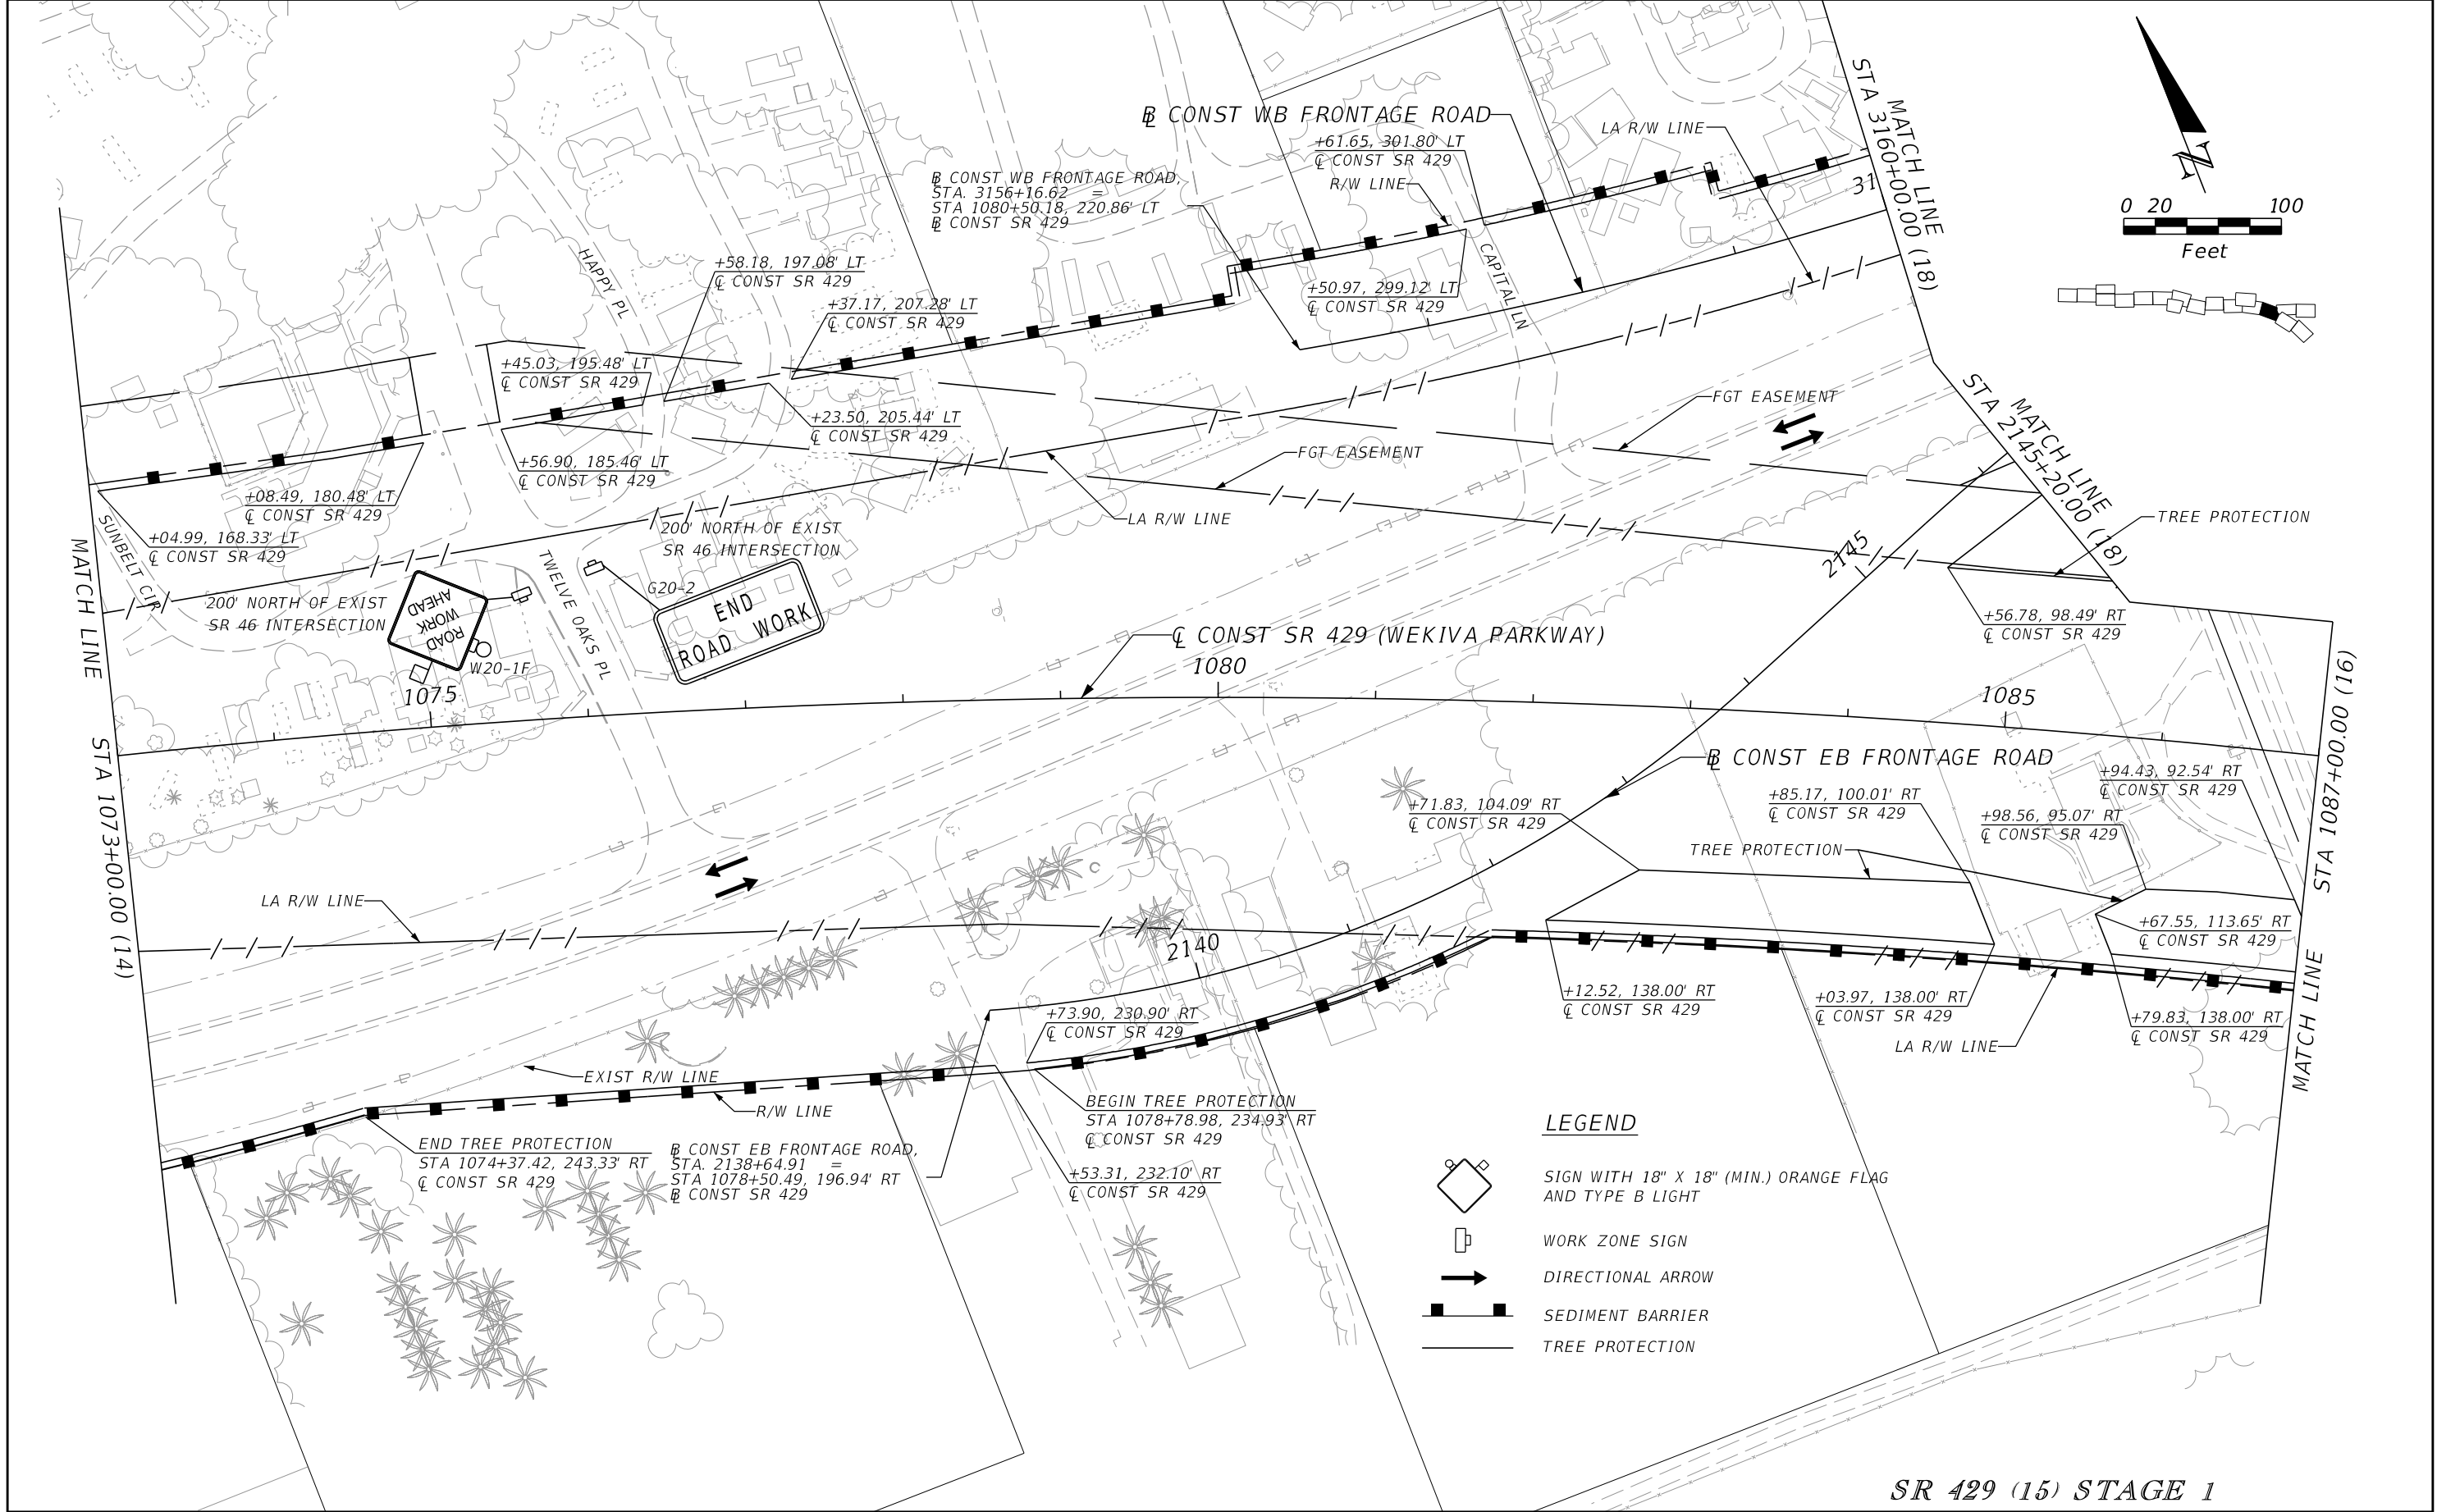 ℄ CONST WB FRONTAGE ROAD
+61.65, 301.80' LT
℄ CONST SR 429
R/W LINE
LA R/W LINE
STA 3160+00.00 (18)
MATCH LINE
31
0 20 100
Feet
B CONST WB FRONTAGE ROAD,
STA. 3156+16.62 =
STA 1080+50.18, 220.86' LT
B CONST SR 429
HAPPY PL
+58.18, 197.08' LT
℄ CONST SR 429
+37.17, 207.28' LT
℄ CONST SR 429
+50.97, 299.12' LT
℄ CONST SR 429
CAPITAL LN
+45.03, 195.48' LT
℄ CONST SR 429
+23.50, 205.44' LT
℄ CONST SR 429
FGT EASEMENT
FGT EASEMENT
MATCH LINE
STA 2145+20.00 (18)
+56.90, 185.46' LT
℄ CONST SR 429
+08.49, 180.48' LT
℄ CONST SR 429
+04.99, 168.33' LT
℄ CONST SR 429
SUNBELT CIR
LA R/W LINE
200' NORTH OF EXIST
SR 46 INTERSECTION
TREE PROTECTION
2145
MATCH LINE STA 1073+00.00 (14)
200' NORTH OF EXIST
SR 46 INTERSECTION
ROAD
WORK
AHEAD
W20-1F
TWELVE OAKS PL
G20-2
END
ROAD WORK
+56.78, 98.49' RT
℄ CONST SR 429
℄ CONST SR 429 (WEKIVA PARKWAY)
1075
1080
1085
B CONST EB FRONTAGE ROAD
MATCH LINE STA 1087+00.00 (16)
+94.43, 92.54' RT
℄ CONST SR 429
+71.83, 104.09' RT
℄ CONST SR 429
+85.17, 100.01' RT
℄ CONST SR 429
+98.56, 95.07' RT
℄ CONST SR 429
TREE PROTECTION
LA R/W LINE
2140
+67.55, 113.65' RT
℄ CONST SR 429
+12.52, 138.00' RT
℄ CONST SR 429
+03.97, 138.00' RT
℄ CONST SR 429
+79.83, 138.00' RT
℄ CONST SR 429
LA R/W LINE
+73.90, 230.90' RT
℄ CONST SR 429
EXIST R/W LINE
R/W LINE
BEGIN TREE PROTECTION
STA 1078+78.98, 234.93' RT
℄ CONST SR 429
END TREE PROTECTION
STA 1074+37.42, 243.33' RT
℄ CONST SR 429
B CONST EB FRONTAGE ROAD,
STA. 2138+64.91 =
STA 1078+50.49, 196.94' RT
B CONST SR 429
+53.31, 232.10' RT
℄ CONST SR 429
LEGEND
SIGN WITH 18" X 18" (MIN.) ORANGE FLAG
AND TYPE B LIGHT
WORK ZONE SIGN
DIRECTIONAL ARROW
SEDIMENT BARRIER
TREE PROTECTION
SR 429 (15) STAGE 1